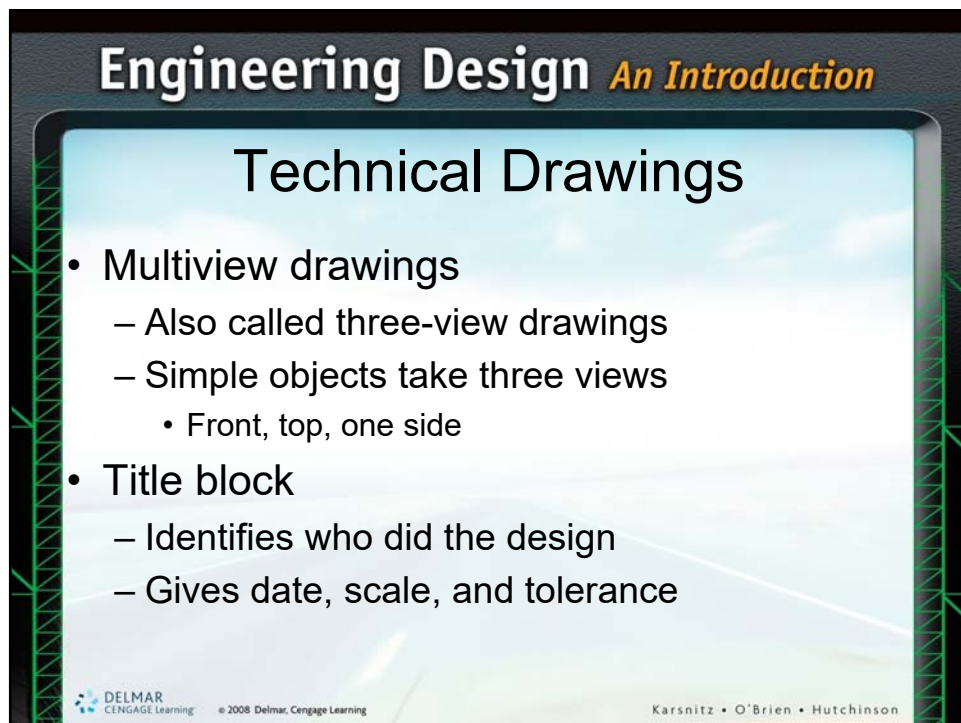 Engineering Design An Introduction
Technical Drawings
• Multiview drawings
– Also called three-view drawings
– Simple objects take three views
• Front, top, one side
• Title block
– Identifies who did the design
– Gives date, scale, and tolerance
DELMAR
CENGAGE Learning
© 2008 Delmar, Cengage Learning
Karsnitz • O'Brien • Hutchinson